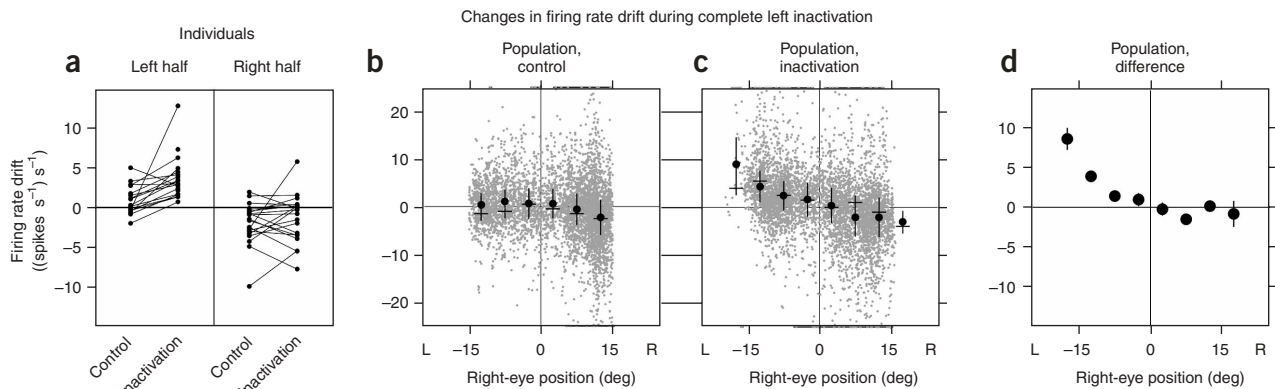 Changes in firing rate drift during complete left inactivation
a
Individuals
Left half
Right half
Firing rate drift
((spikes s⁻¹) s⁻¹)
10
5
0
−5
−10
Control
Control
b
Population,
control
20
10
0
−10
−20
L −15 0 15 R
Right-eye position (deg)
c
Population,
inactivation
L −15 0 15 R
Right-eye position (deg)
d
Population,
difference
10
5
0
−5
−10
L −15 0 15 R
Right-eye position (deg)